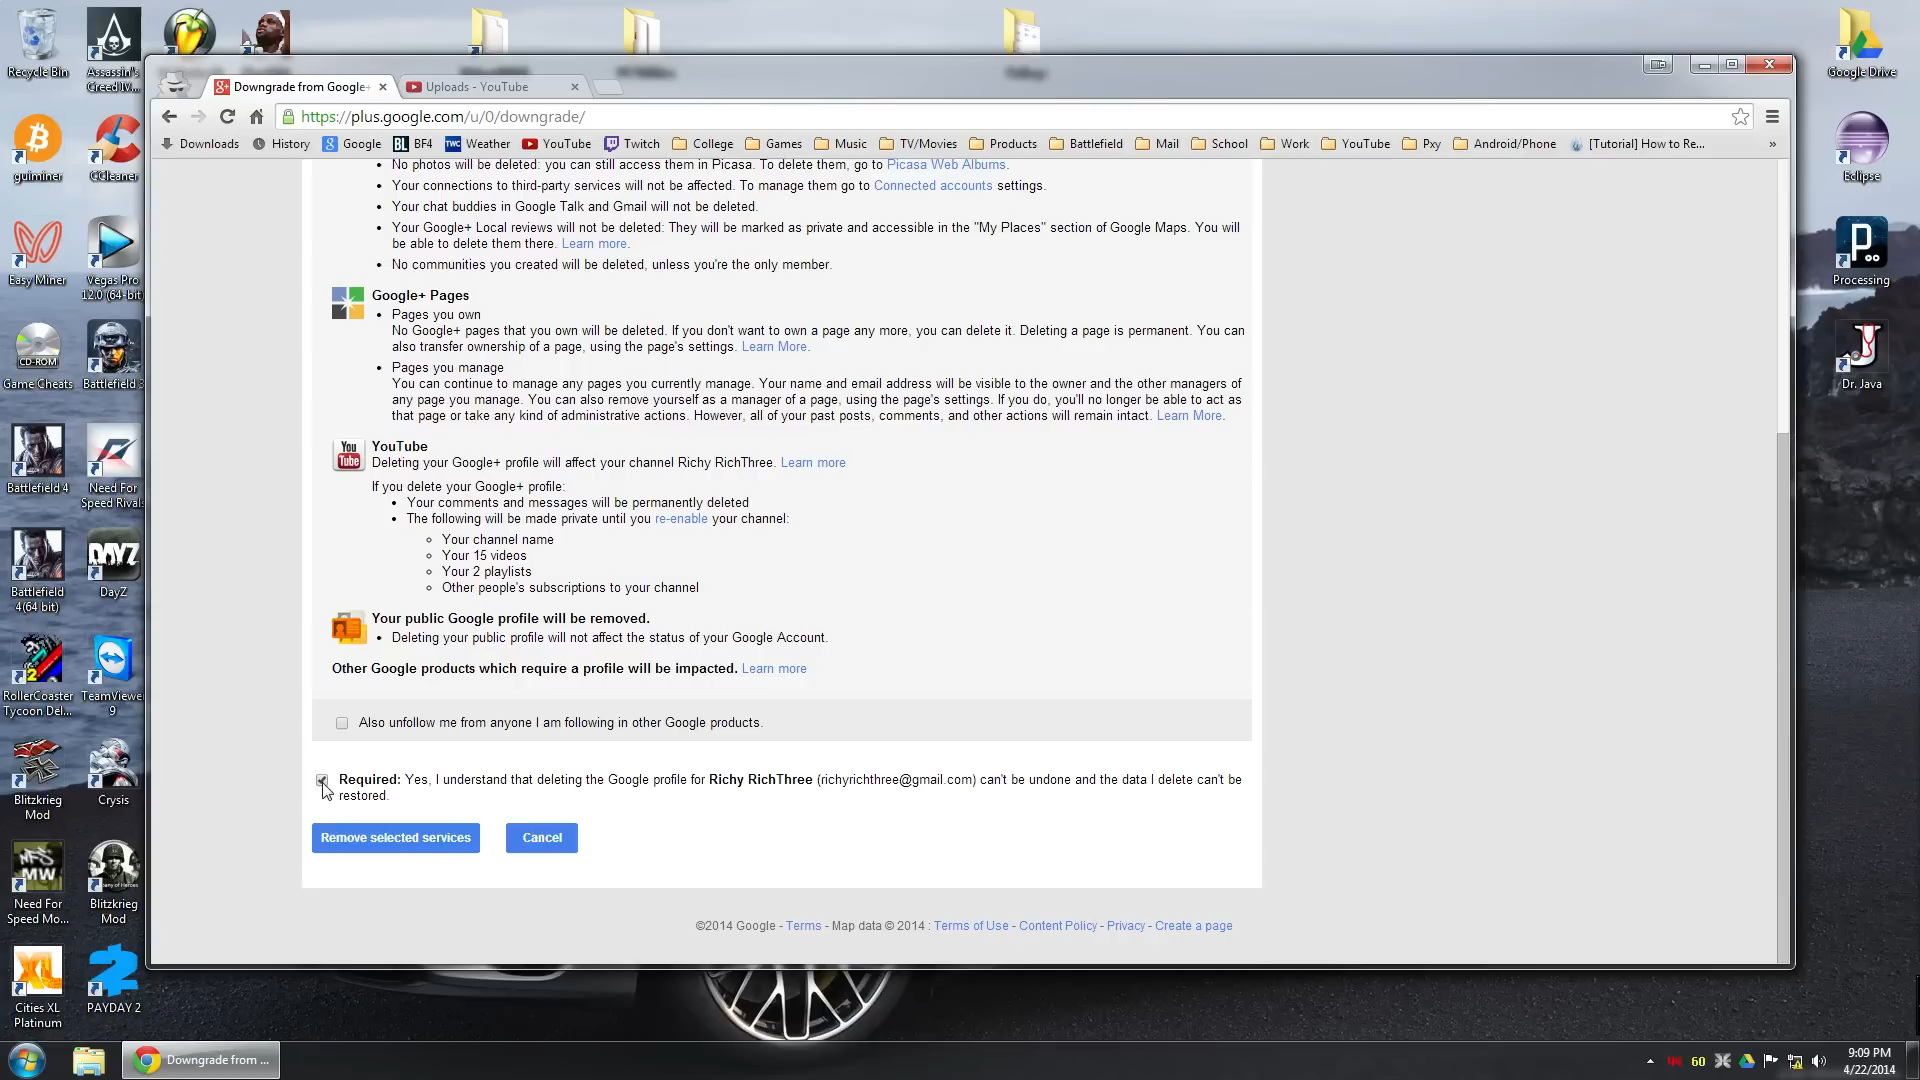 Recycle Bin
Assassin's
Creed IV...
guiminer
CCleaner
Easy Miner
Vegas Pro
12.0 (64-bit)
CD-ROM
Game Cheats
Battlefield 3
Battlefield 4
Need For
Speed Rivals
Battlefield
4(64 bit)
DAYZ
DayZ
RollerCoaster
Tycoon Del...
TeamViewer
9
Blitzkrieg
Mod
Crysis
NFS
MW
Need For
Speed Mo...
Blitzkrieg
Mod
XL
Cities XL
Platinum
PAYDAY 2
Google Drive
Eclipse
Processing
Dr. Java
Downgrade from Google+
Uploads - YouTube
https://plus.google.com/u/0/downgrade/
Downloads History Google BF4 Weather YouTube Twitch College Games Music TV/Movies Products Battlefield Mail School Work YouTube Pxy Android/Phone [Tutorial] How to Re... »
No photos will be deleted: you can still access them in Picasa. To delete them, go to Picasa Web Albums.
Your connections to third-party services will not be affected. To manage them go to Connected accounts settings.
Your chat buddies in Google Talk and Gmail will not be deleted.
Your Google+ Local reviews will not be deleted: They will be marked as private and accessible in the "My Places" section of Google Maps. You will
be able to delete them there. Learn more.
No communities you created will be deleted, unless you're the only member.
Google+ Pages
Pages you own
No Google+ pages that you own will be deleted. If you don't want to own a page any more, you can delete it. Deleting a page is permanent. You can
also transfer ownership of a page, using the page's settings. Learn More.
Pages you manage
You can continue to manage any pages you currently manage. Your name and email address will be visible to the owner and the other managers of
any page you manage. You can also remove yourself as a manager of a page, using the page's settings. If you do, you'll no longer be able to act as
that page or take any kind of administrative actions. However, all of your past posts, comments, and other actions will remain intact. Learn More.
You
Tube
YouTube
Deleting your Google+ profile will affect your channel Richy RichThree. Learn more
If you delete your Google+ profile:
Your comments and messages will be permanently deleted
The following will be made private until you re-enable your channel:
Your channel name
Your 15 videos
Your 2 playlists
Other people's subscriptions to your channel
Your public Google profile will be removed.
Deleting your public profile will not affect the status of your Google Account.
Other Google products which require a profile will be impacted. Learn more
Also unfollow me from anyone I am following in other Google products.
Required: Yes, I understand that deleting the Google profile for Richy RichThree (richyrichthree@gmail.com) can't be undone and the data I delete can't be
restored.
Remove selected services
Cancel
©2014 Google - Terms - Map data © 2014 : Terms of Use - Content Policy - Privacy - Create a page
Downgrade from ...
60
9:09 PM
4/22/2014